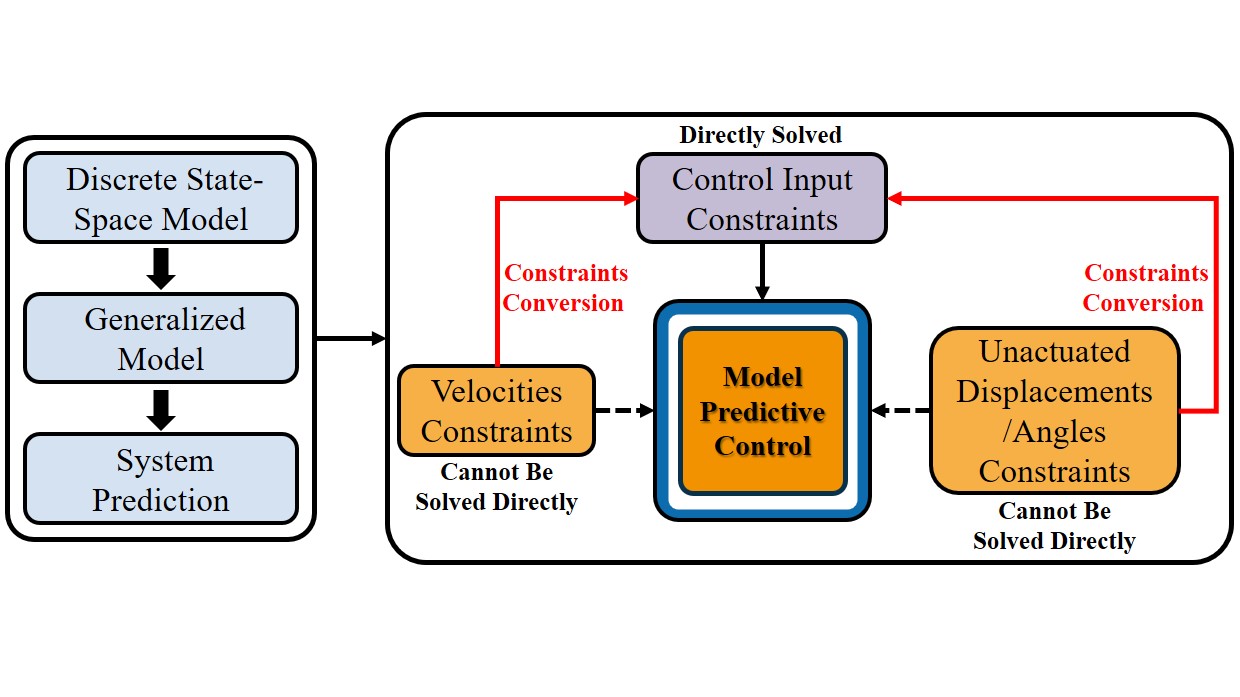 Discrete State-
Space Model
Generalized
Model
System
Prediction
Directly Solved
Control Input
Constraints
Constraints
Conversion
Constraints
Conversion
Velocities
Constraints
Cannot Be
Solved Directly
Model
Predictive
Control
Unactuated
Displacements
/Angles
Constraints
Cannot Be
Solved Directly